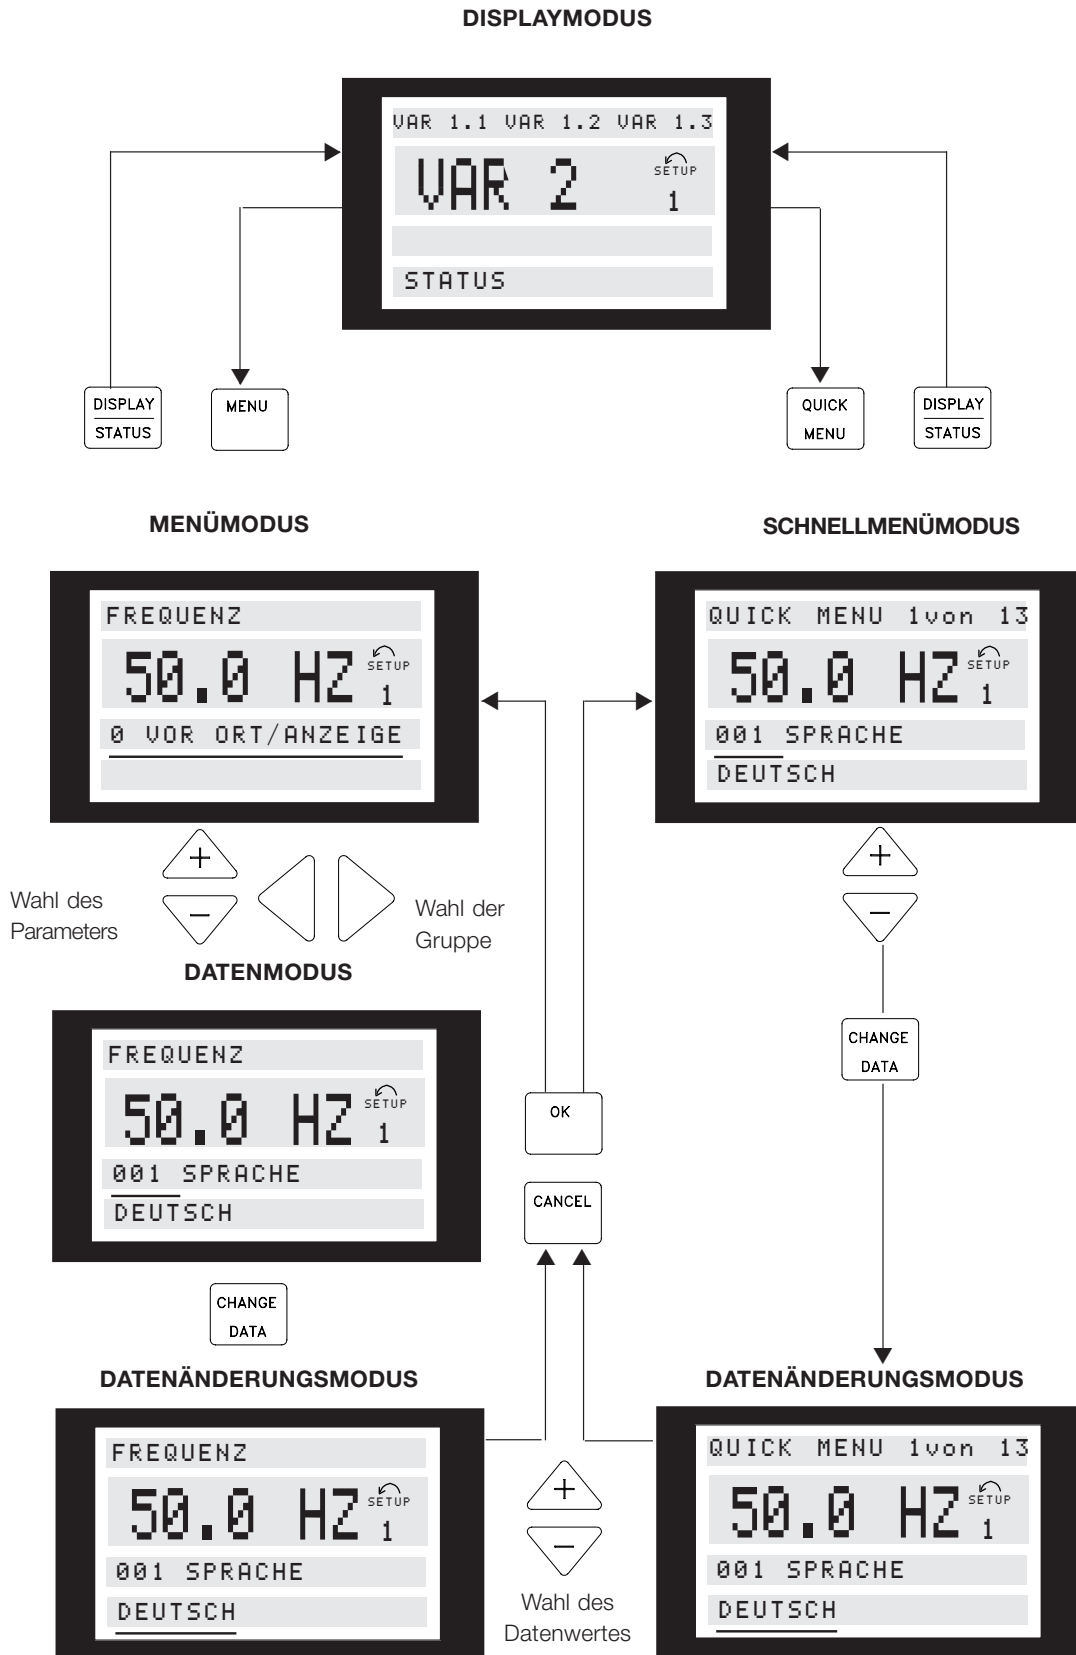 DISPLAYMODUS
VAR 1.1 VAR 1.2 VAR 1.3
VAR 2
SETUP
1
STATUS
DISPLAY
STATUS
MENU
QUICK
MENU
DISPLAY
STATUS
MENÜMODUS
FREQUENZ
50.0 HZ
SETUP
1
0 VOR ORT/ANZEIGE
+
−
Wahl des
Parameters
Wahl der
Gruppe
SCHNELLMENÜMODUS
QUICK MENU 1von 13
50.0 HZ
SETUP
1
001 SPRACHE
DEUTSCH
+
−
CHANGE
DATA
DATENMODUS
FREQUENZ
50.0 HZ
SETUP
1
001 SPRACHE
DEUTSCH
CHANGE
DATA
OK
CANCEL
DATENÄNDERUNGSMODUS
FREQUENZ
50.0 HZ
SETUP
1
001 SPRACHE
DEUTSCH
+
−
Wahl des
Datenwertes
DATENÄNDERUNGSMODUS
QUICK MENU 1von 13
50.0 HZ
SETUP
1
001 SPRACHE
DEUTSCH